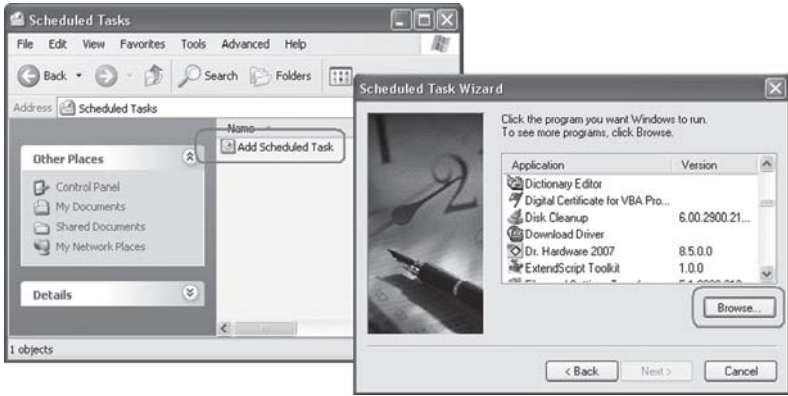 Scheduled Tasks
File Edit View Favorites Tools Advanced Help
Back Search Folders
Address Scheduled Tasks
Name
Add Scheduled Task
Other Places
Control Panel
My Documents
Shared Documents
My Network Places
Details
1 objects
Scheduled Task Wizard
Click the program you want Windows to run.
To see more programs, click Browse.
Application Version
Dictionary Editor
Digital Certificate for VBA Pro...
Disk Cleanup 6.00.2900.21...
Download Driver
Dr. Hardware 2007 8.5.0.0
ExtendScript Toolkit 1.0.0
Browse...
< Back Next > Cancel